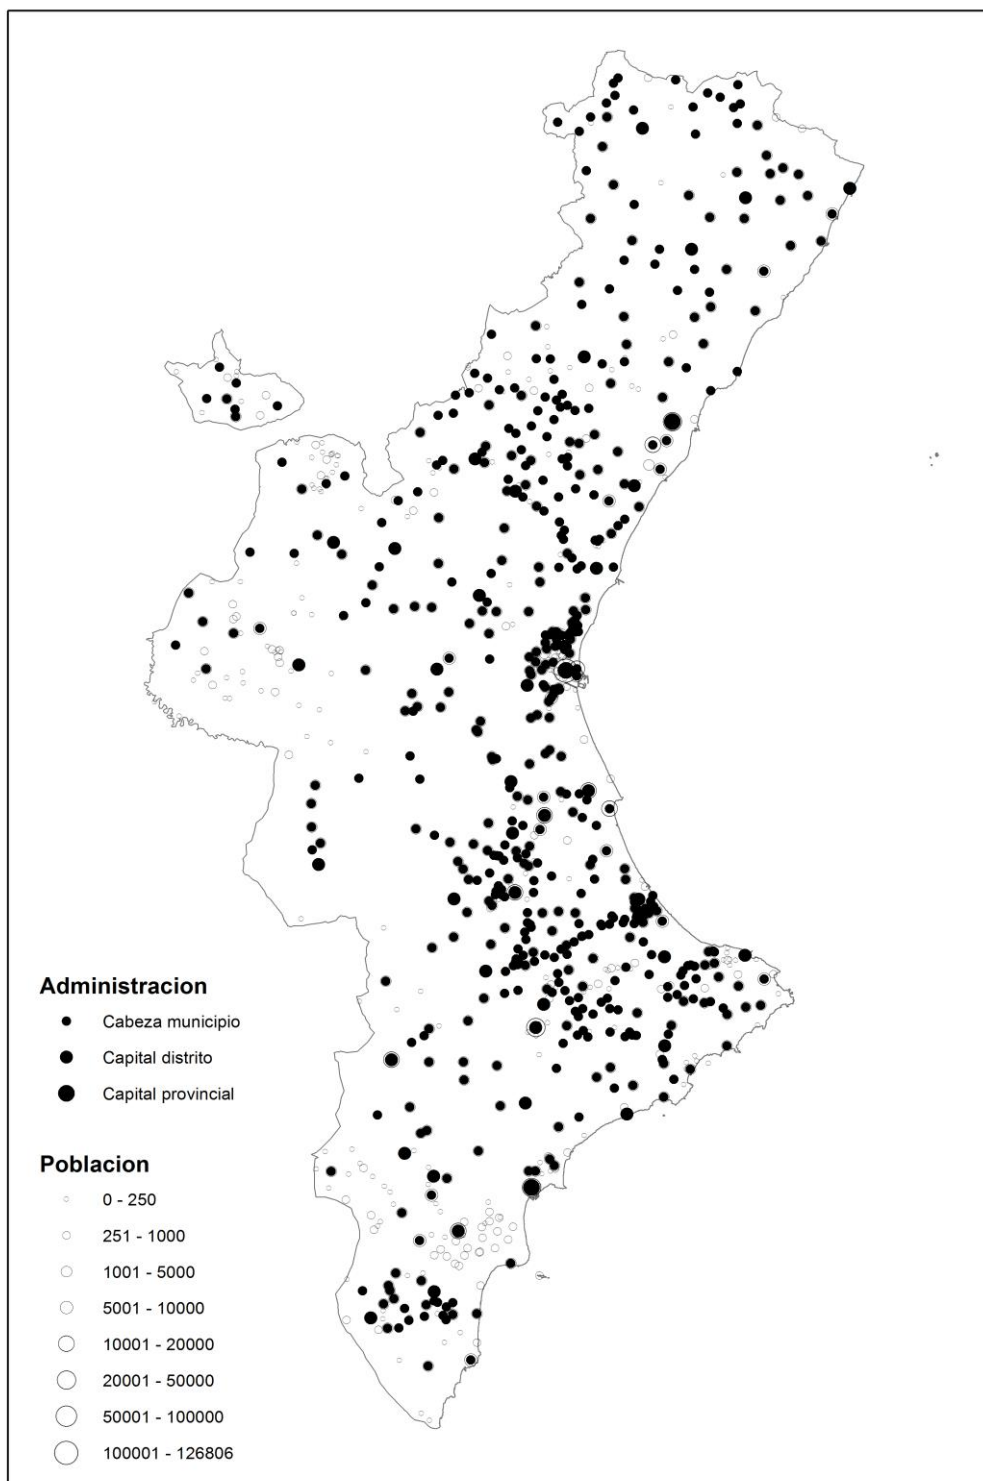 Administracion
Cabeza municipio
Capital distrito
Capital provincial
Poblacion
0 - 250
251 - 1000
1001 - 5000
5001 - 10000
10001 - 20000
20001 - 50000
50001 - 100000
100001 - 126806